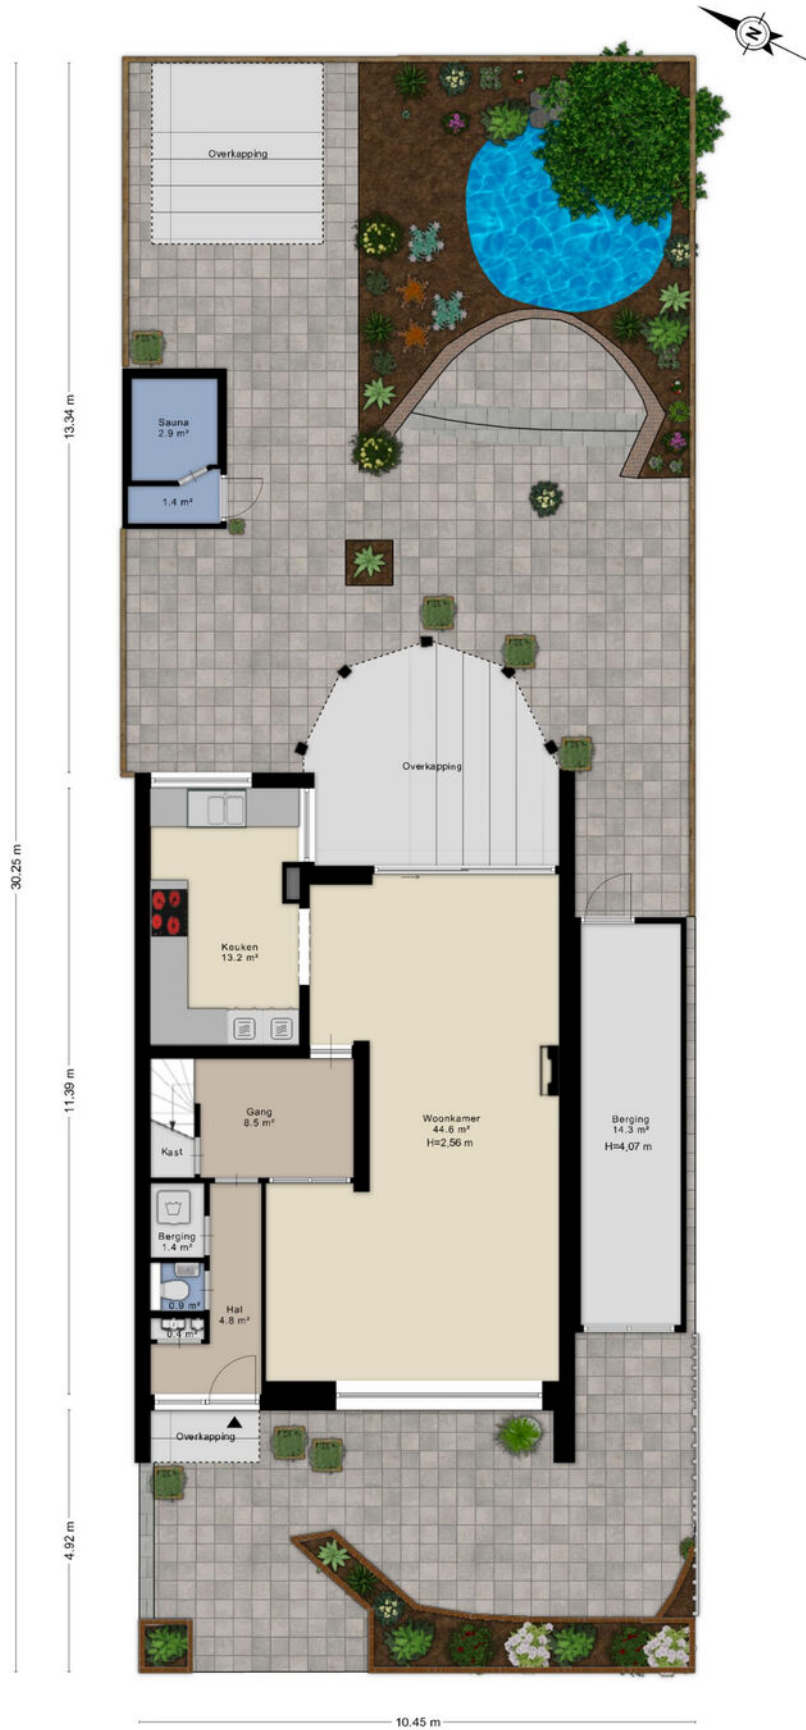 N
Overkapping
13.34 m
Sauna
2.9 m²
1.4 m²
Overkapping
30.25 m
Keuken
13.2 m²
11.39 m
Gang
8.5 m²
Kast
Woonkamer
44.6 m²
H=2,56 m
Berging
14.3 m²
H=4,07 m
Berging
1.4 m²
0.9 m²
Hal
4.8 m²
0.4 m²
Overkapping
4.92 m
10.45 m